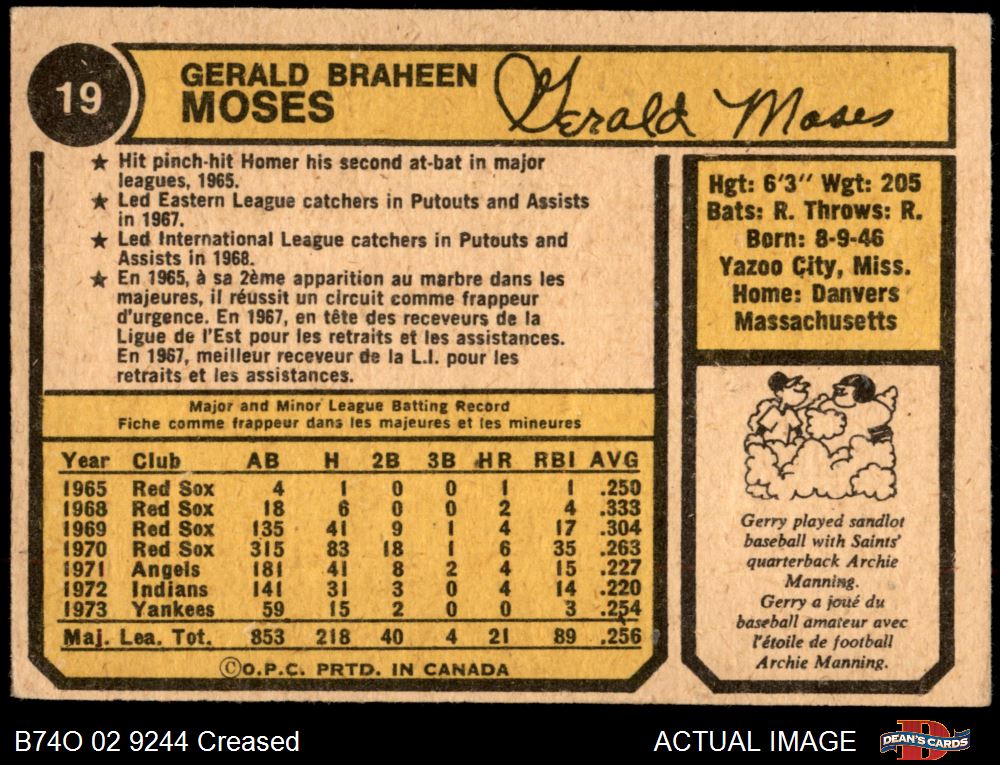 19
GERALD BRAHEEN
MOSES
Gerald Moses
★ Hit pinch-hit Homer his second at-bat in major
leagues, 1965.
★ Led Eastern League catchers in Putouts and Assists
in 1967.
★ Led International League catchers in Putouts and
Assists in 1968.
★ En 1965, à sa 2ème apparition au marbre dans les
majeures, il réussit un circuit comme frappeur
d'urgence. En 1967, en tête des receveurs de la
Ligue de l'Est pour les retraits et les assistances.
En 1967, meilleur receveur de la L.I. pour les
retraits et les assistances.
Hgt: 6'3" Wgt: 205
Bats: R. Throws: R.
Born: 8-9-46
Yazoo City, Miss.
Home: Danvers
Massachusetts
Major and Minor League Batting Record
Fiche comme frappeur dans les majeures et les mineures
Year Club AB H 2B 3B HR RBI AVG
1965 Red Sox 4 1 0 0 1 1 .250
1968 Red Sox 18 6 0 0 2 4 .333
1969 Red Sox 135 41 9 1 4 17 .304
1970 Red Sox 315 83 18 1 6 35 .263
1971 Angels 181 41 8 2 4 15 .227
1972 Indians 141 31 3 0 4 14 .220
1973 Yankees 59 15 2 0 0 3 .254
Maj. Lea. Tot. 853 218 40 4 21 89 .256
©O.P.C. PRTD. IN CANADA
Gerry played sandlot
baseball with Saints'
quarterback Archie
Manning.
Gerry a joué du
baseball amateur avec
l'étoile de football
Archie Manning.
B74O 02 9244 Creased
ACTUAL IMAGE
D
DEAN'S CARDS